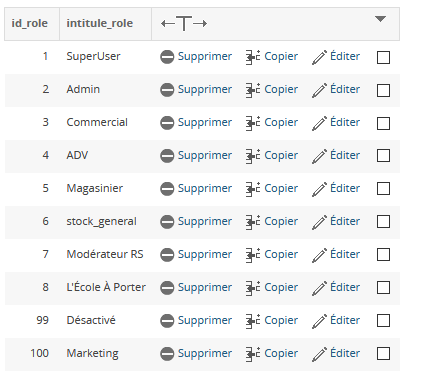 id_role intitule_role
1 SuperUser Supprimer Copier Éditer
2 Admin Supprimer Copier Éditer
3 Commercial Supprimer Copier Éditer
4 ADV Supprimer Copier Éditer
5 Magasinier Supprimer Copier Éditer
6 stock_general Supprimer Copier Éditer
7 Modérateur RS Supprimer Copier Éditer
8 L'École À Porter Supprimer Copier Éditer
99 Désactivé Supprimer Copier Éditer
100 Marketing Supprimer Copier Éditer